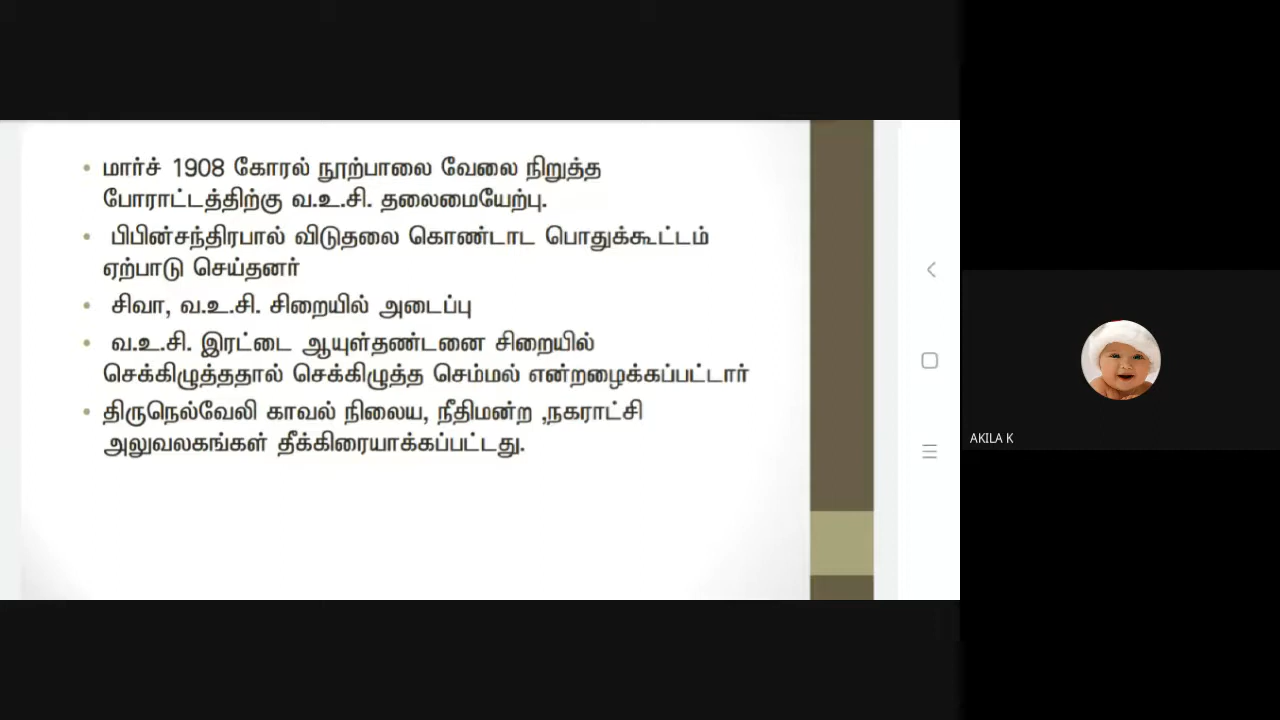 மார்ச் 1908 கோரல் நூற்பாலை வேலை நிறுத்த
போராட்டத்திற்கு வ.உ.சி. தலைமையேற்பு.
பிபின்சந்திரபால் விடுதலை கொண்டாட பொதுக்கூட்டம்
ஏற்பாடு செய்தனர்
சிவா, வ.உ.சி. சிறையில் அடைப்பு
வ.உ.சி. இரட்டை ஆயுள்தண்டனை சிறையில்
செக்கிழுத்ததால் செக்கிழுத்த செம்மல் என்றழைக்கப்பட்டார்
திருநெல்வேலி காவல் நிலைய, நீதிமன்ற ,நகராட்சி
அலுவலகங்கள் தீக்கிரையாக்கப்பட்டது.
AKILA K